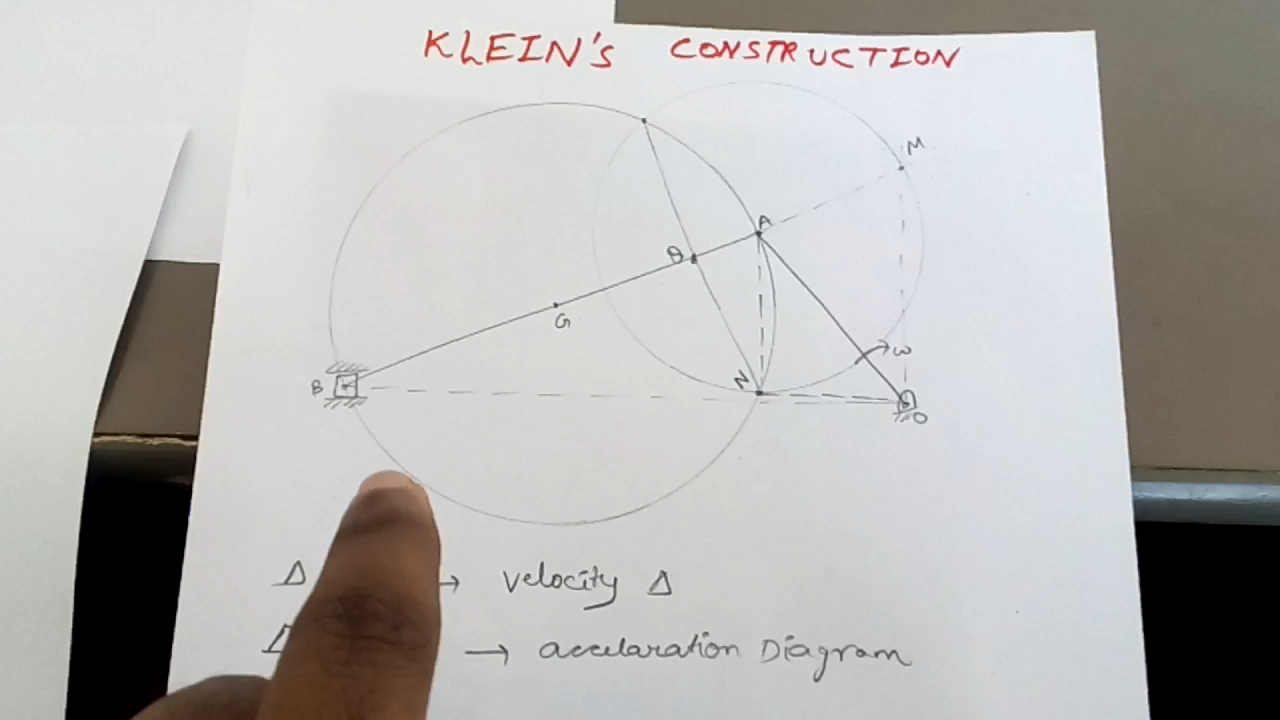 KLEIN'S CONSTRUCTION
M
A
θ
G
ω
B
N
O
Δ → velocity Δ
Δ → accelaration Diagram